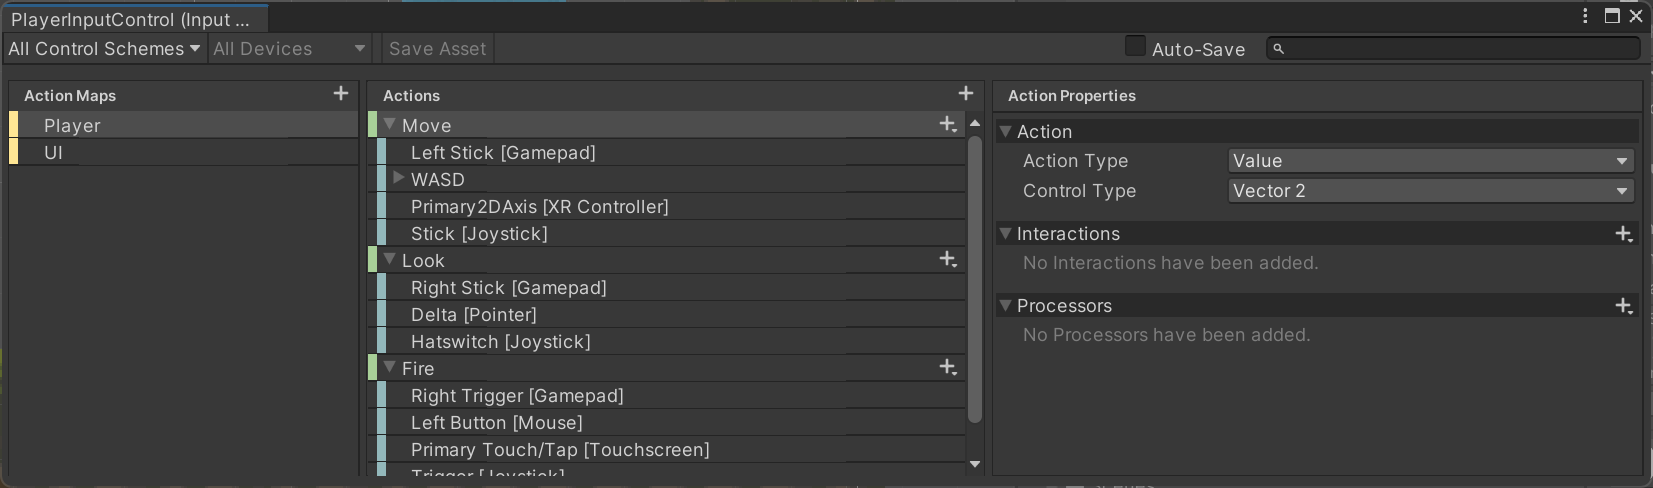 PlayerInputControl (Input ...
All Control Schemes All Devices Save Asset Auto-Save
Action Maps
Player
UI
Actions
Move
Left Stick [Gamepad]
WASD
Primary2DAxis [XR Controller]
Stick [Joystick]
Look
Right Stick [Gamepad]
Delta [Pointer]
Hatswitch [Joystick]
Fire
Right Trigger [Gamepad]
Left Button [Mouse]
Primary Touch/Tap [Touchscreen]
Trigger [Joystick]
Action Properties
Action
Action Type Value
Control Type Vector 2
Interactions
No Interactions have been added.
Processors
No Processors have been added.